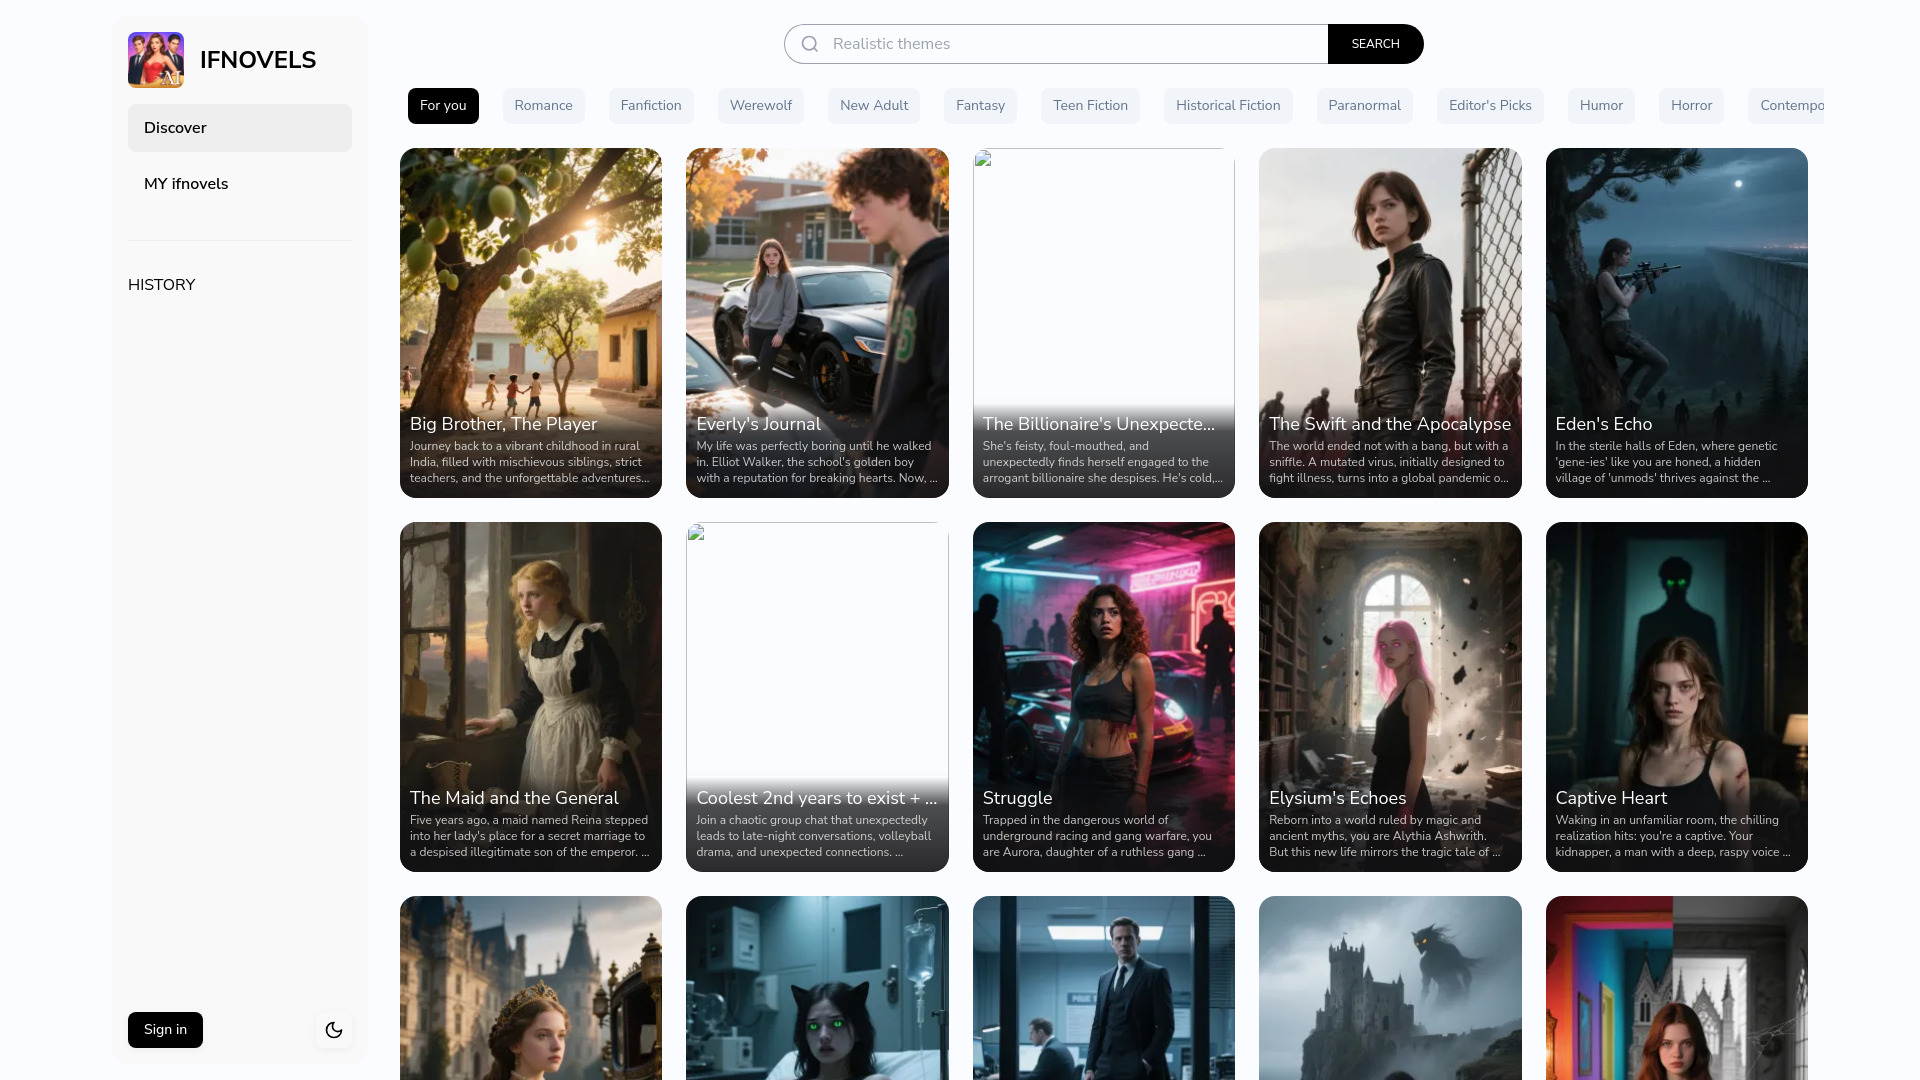 AI
IFNOVELS
Realistic themes
SEARCH
Discover
MY ifnovels
HISTORY
Sign in
For you
Romance
Fanfiction
Werewolf
New Adult
Fantasy
Teen Fiction
Historical Fiction
Paranormal
Editor's Picks
Humor
Horror
Contempo
Big Brother, The Player
Journey back to a vibrant childhood in rural
India, filled with mischievous siblings, strict
teachers, and the unforgettable adventures...
Everly's Journal
My life was perfectly boring until he walked
in. Elliot Walker, the school's golden boy
with a reputation for breaking hearts. Now, ...
The Billionaire's Unexpecte...
She's feisty, foul-mouthed, and
unexpectedly finds herself engaged to the
arrogant billionaire she despises. He's cold,...
The Swift and the Apocalypse
The world ended not with a bang, but with a
sniffle. A mutated virus, initially designed to
fight illness, turns into a global pandemic o...
Eden's Echo
In the sterile halls of Eden, where genetic
'gene-ies' like you are honed, a hidden
village of 'unmods' thrives against the ...
The Maid and the General
Five years ago, a maid named Reina stepped
into her lady's place for a secret marriage to
a despised illegitimate son of the emperor. ...
Coolest 2nd years to exist + ...
Join a chaotic group chat that unexpectedly
leads to late-night conversations, volleyball
drama, and unexpected connections. ...
Struggle
Trapped in the dangerous world of
underground racing and gang warfare, you
are Aurora, daughter of a ruthless gang ...
Elysium's Echoes
Reborn into a world ruled by magic and
ancient myths, you are Alythia Ashwrith.
But this new life mirrors the tragic tale of ...
Captive Heart
Waking in an unfamiliar room, the chilling
realization hits: you're a captive. Your
kidnapper, a man with a deep, raspy voice ...